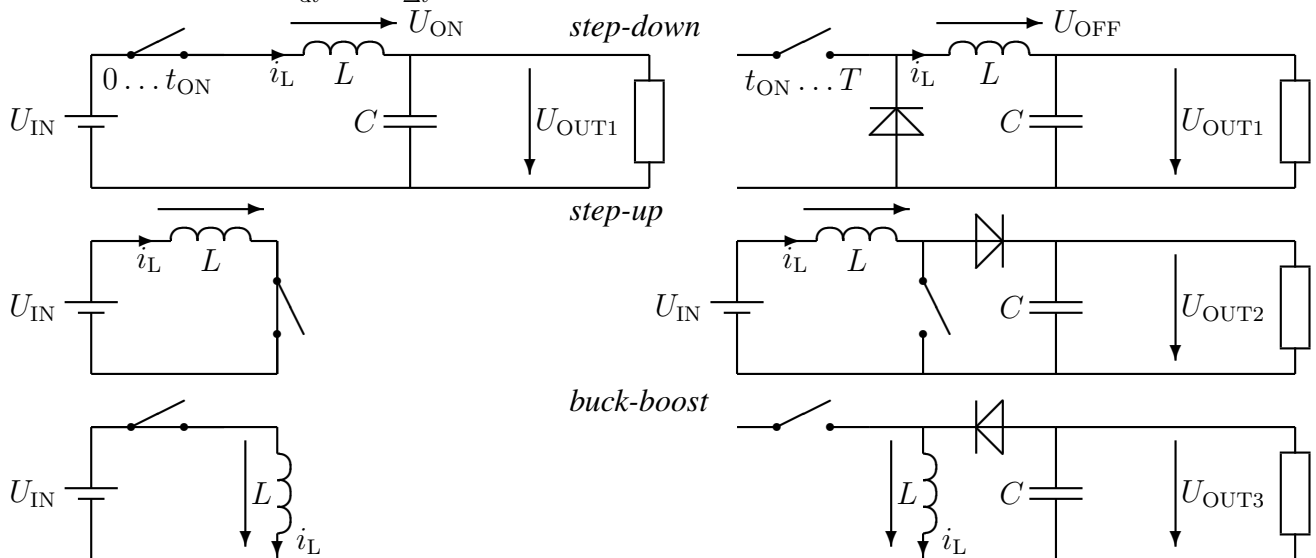 U_ON step-down U_OFF
0…t_ON i_L L t_ON…T i_L L
U_IN C U_OUT1 C U_OUT1
step-up
i_L L i_L L
U_IN U_IN C U_OUT2
buck-boost
U_IN L L C U_OUT3
i_L i_L